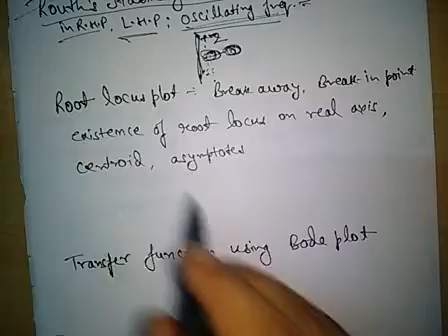 Routh's
in R.H.P, L.H.P; oscillating freq.
Root locus plot :- Break away, Break-in point
existence of root locus on real axis,
centroid, asymptotes
Transfer using Bode plot